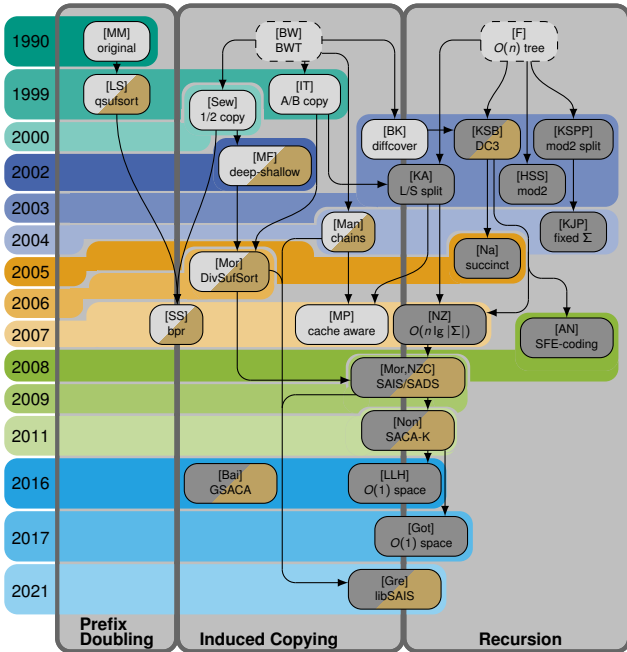 1990
[MM]
original
[BW]
BWT
[F]
O(n) tree
1999
[LS]
qsufsort
[Sew]
1/2 copy
[IT]
A/B copy
2000
[BK]
diffcover
[KSB]
DC3
[KSPP]
mod2 split
2002
[MF]
deep-shallow
[KA]
L/S split
[HSS]
mod2
2003
2004
[Man]
chains
[KJP]
fixed Σ
2005
[Mor]
DivSufSort
[Na]
succinct
2006
2007
[SS]
bpr
[MP]
cache aware
[NZ]
O(n lg |Σ|)
[AN]
SFE-coding
2008
[Mor,NZC]
SAIS/SADS
2009
2011
[Non]
SACA-K
2016
[Bai]
GSACA
[LLH]
O(1) space
2017
[Got]
O(1) space
2021
[Gre]
libSAIS
Prefix
Doubling
Induced Copying
Recursion